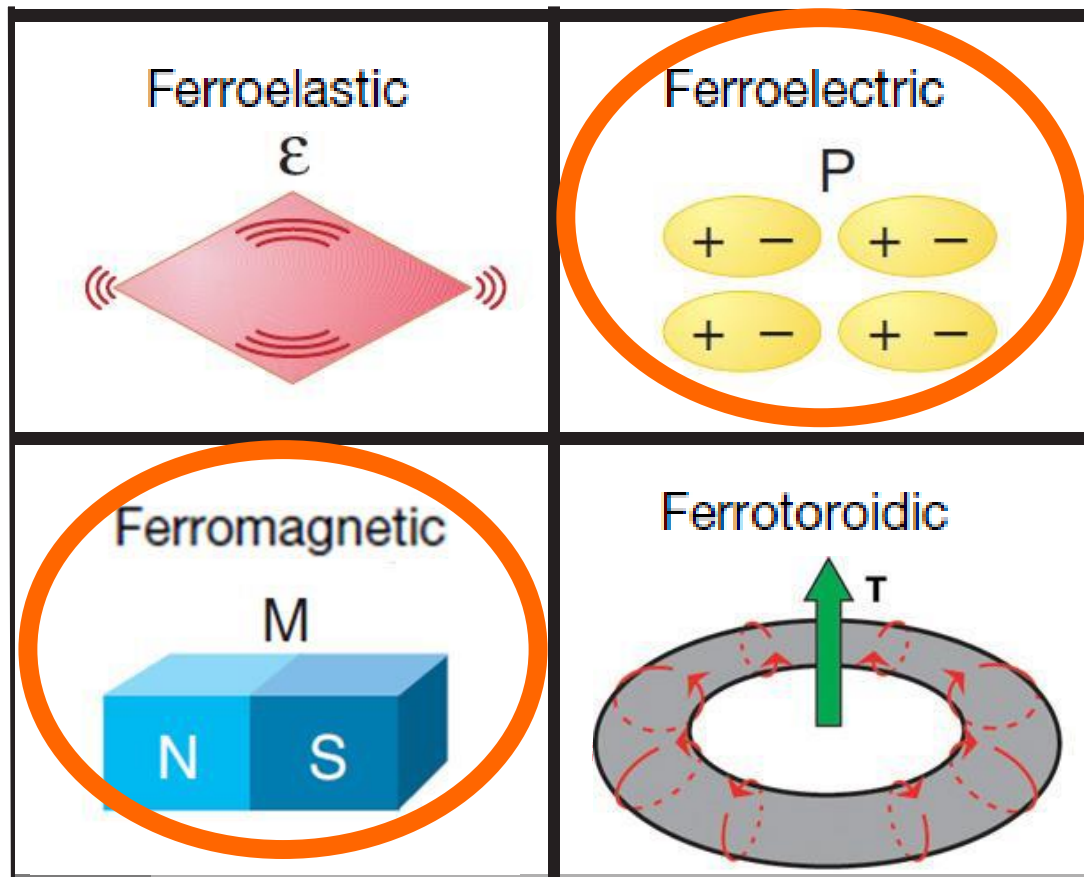 Ferroelastic
ε
Ferroelectric
P
+ − + −
+ − + −
Ferromagnetic
M
N S
Ferrotoroidic
T